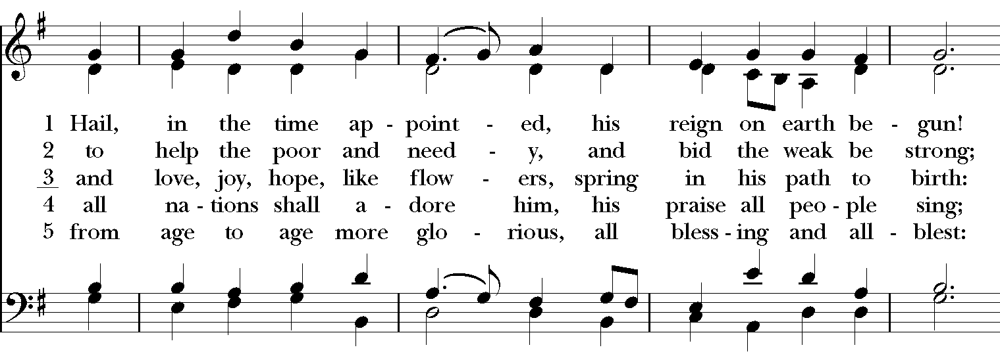 1 Hail, in the time ap - point - ed, his reign on earth be - gun!
2 to help the poor and need - y, and bid the weak be strong;
3 and love, joy, hope, like flow - ers, spring in his path to birth:
4 all na - tions shall a - dore him, his praise all peo - ple sing;
5 from age to age more glo - rious, all bless - ing and all - blest: